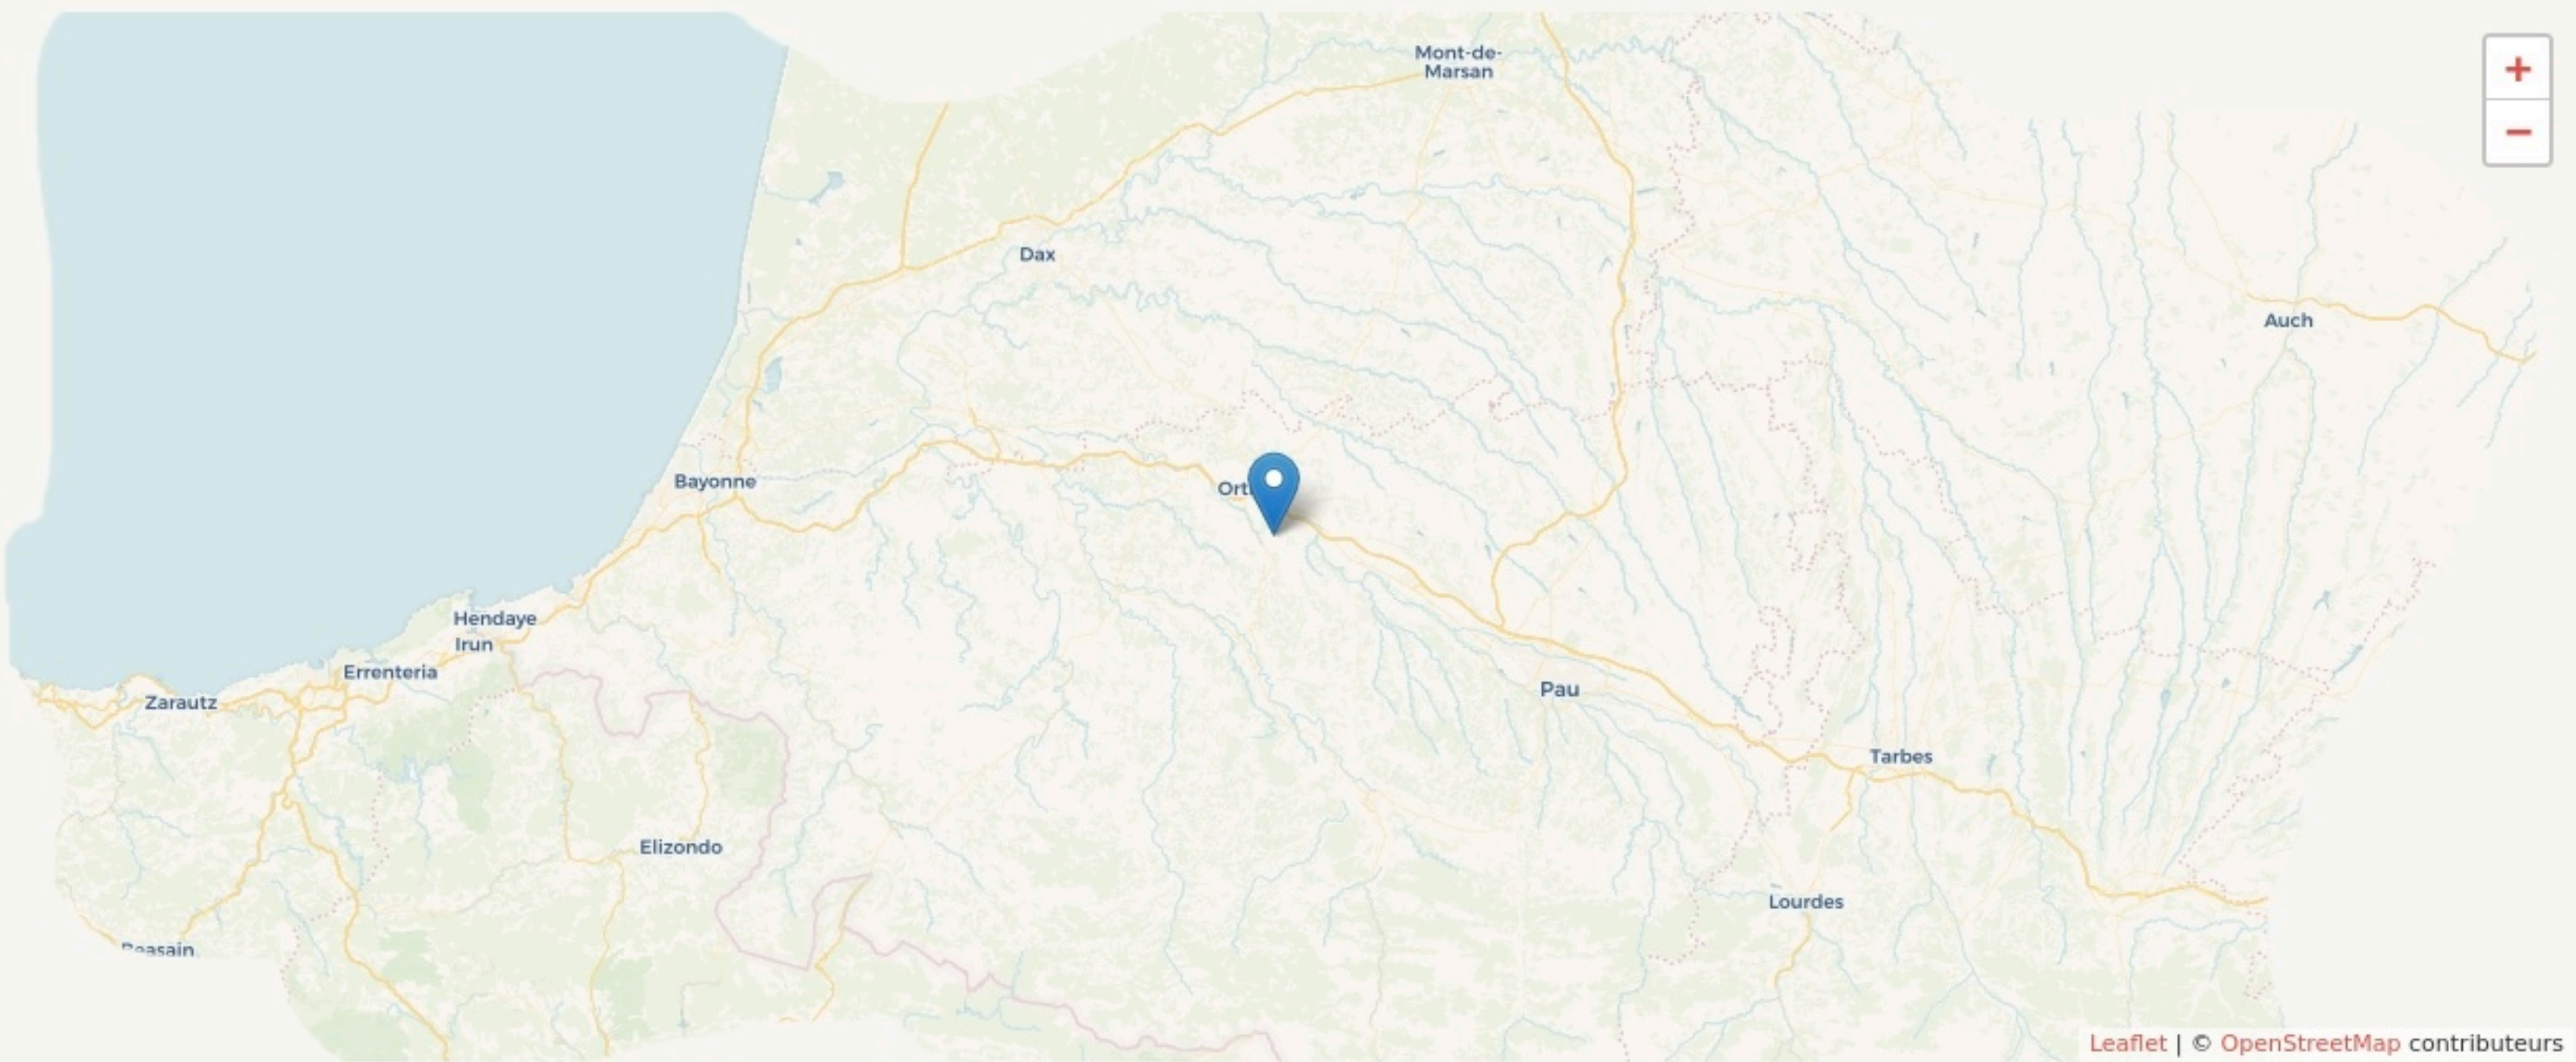 Mont-de-
Marsan
+
−
Dax
Auch
Bayonne
Hendaye
Irun
Errenteria
Zarautz
Pau
Tarbes
Elizondo
Lourdes
Leaflet | © OpenStreetMap contributeurs